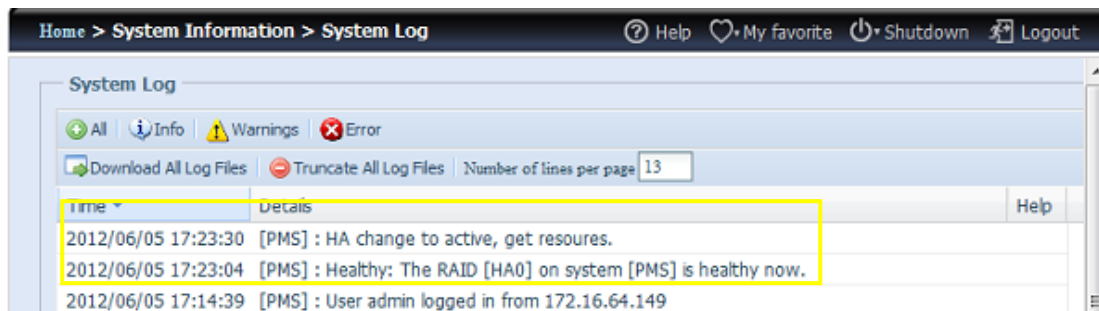 Home > System Information > System Log Help My favorite Shutdown Logout
System Log
All Info Warnings Error
Download All Log Files Truncate All Log Files Number of lines per page 13
Time Details Help
2012/06/05 17:23:30 [PMS] : HA change to active, get resoures.
2012/06/05 17:23:04 [PMS] : Healthy: The RAID [HA0] on system [PMS] is healthy now.
2012/06/05 17:14:39 [PMS] : User admin logged in from 172.16.64.149